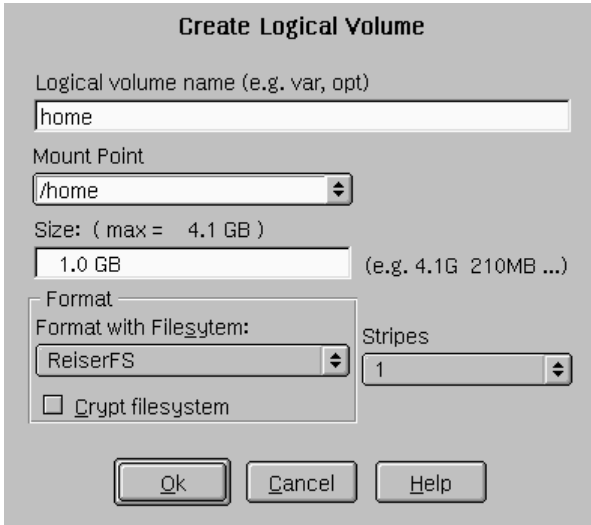 Create Logical Volume
Logical volume name (e.g. var, opt)
home
Mount Point
/home
Size: ( max = 4.1 GB )
1.0 GB
(e.g. 4.1G 210MB ...)
Format
Format with Filesytem:
ReiserFS
Stripes
1
Crypt filesystem
Ok
Cancel
Help